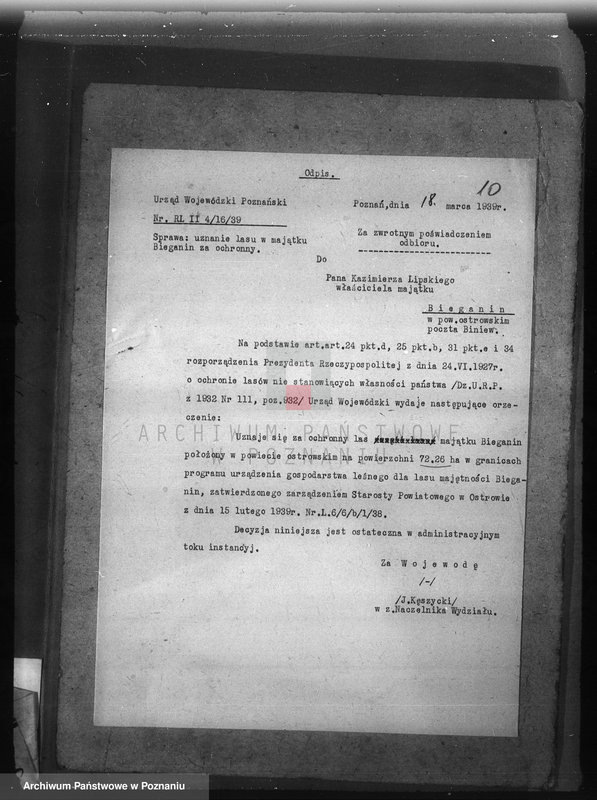 Odpis.
10
Urząd Wojewódzki Poznański
Poznań,dnia 18. marca 1939r.
Nr. RL II 4/16/39
Sprawa: uznanie lasu w majątku
Bieganin za ochronny.
Za zwrotnym poświadczeniem
odbioru.
Do
Pana Kazimierza Lipskiego
właściciela majątku
Bieganin
w pow.ostrowskim
poczta Biniew.
Na podstawie art.art.24 pkt.d, 25 pkt.b, 31 pkt.e i 34
rozporządzenia Prezydenta Rzeczypospolitej z dnia 24.VI.1927r.
o ochronie lasów nie stanowiących własności państwa /Dz.U.R.P.
z 1932 Nr 111, poz.932/ Urząd Wojewódzki wydaje następujące orze-
czenie:
Uznaje się za ochronny las majątku Bieganin
położony w powiecie ostrowskim na powierzchni 72,26 ha w granicach
programu urządzenia gospodarstwa leśnego dla lasu majętności Biega-
nin, zatwierdzonego zarządzeniem Starosty Powiatowego w Ostrowie
z dnia 15 lutego 1939r. Nr.L.6/6/b/1/38.
Decyzja niniejsza jest ostateczna w administracyjnym
toku instancyj.
Za Wojewodę
/-/
/J.Kęszycki/
w z.Naczelnika Wydziału.
ARCHIWUM PAŃSTWOWE
W POZNANIU
Archiwum Państwowe w Poznaniu